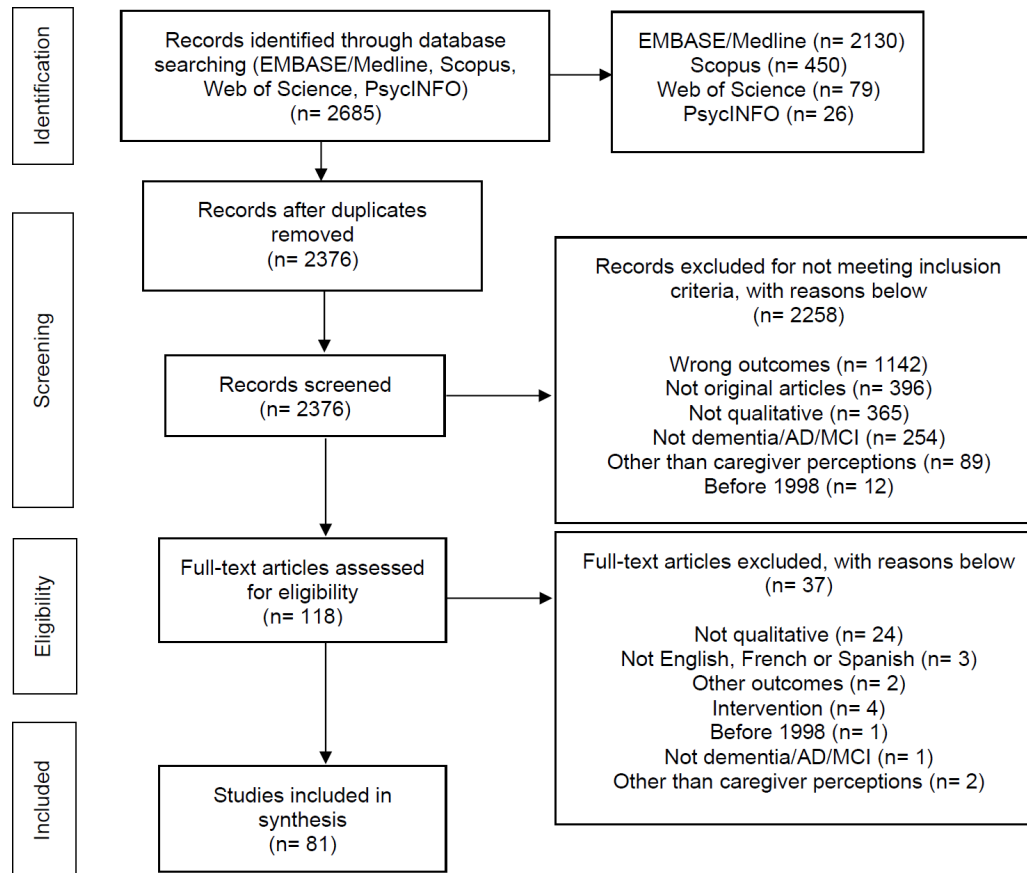 Identification
Records identified through database
searching (EMBASE/Medline, Scopus,
Web of Science, PsycINFO)
(n= 2685)
EMBASE/Medline (n= 2130)
Scopus (n= 450)
Web of Science (n= 79)
PsycINFO (n= 26)
Screening
Records after duplicates
removed
(n= 2376)
Records screened
(n= 2376)
Records excluded for not meeting inclusion
criteria, with reasons below
(n= 2258)
Wrong outcomes (n= 1142)
Not original articles (n= 396)
Not qualitative (n= 365)
Not dementia/AD/MCI (n= 254)
Other than caregiver perceptions (n= 89)
Before 1998 (n= 12)
Eligibility
Full-text articles assessed
for eligibility
(n= 118)
Full-text articles excluded, with reasons below
(n= 37)
Not qualitative (n= 24)
Not English, French or Spanish (n= 3)
Other outcomes (n= 2)
Intervention (n= 4)
Before 1998 (n= 1)
Not dementia/AD/MCI (n= 1)
Other than caregiver perceptions (n= 2)
Included
Studies included in
synthesis
(n= 81)